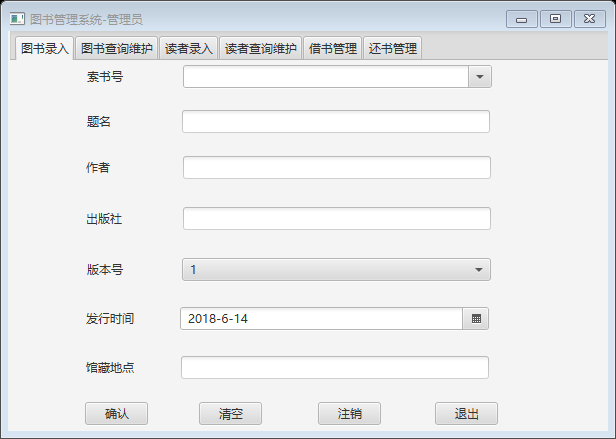 图书管理系统-管理员
图书录入 图书查询维护 读者录入 读者查询维护 借书管理 还书管理
索书号
题名
作者
出版社
版本号 1
发行时间 2018-6-14
馆藏地点
确认 清空 注销 退出